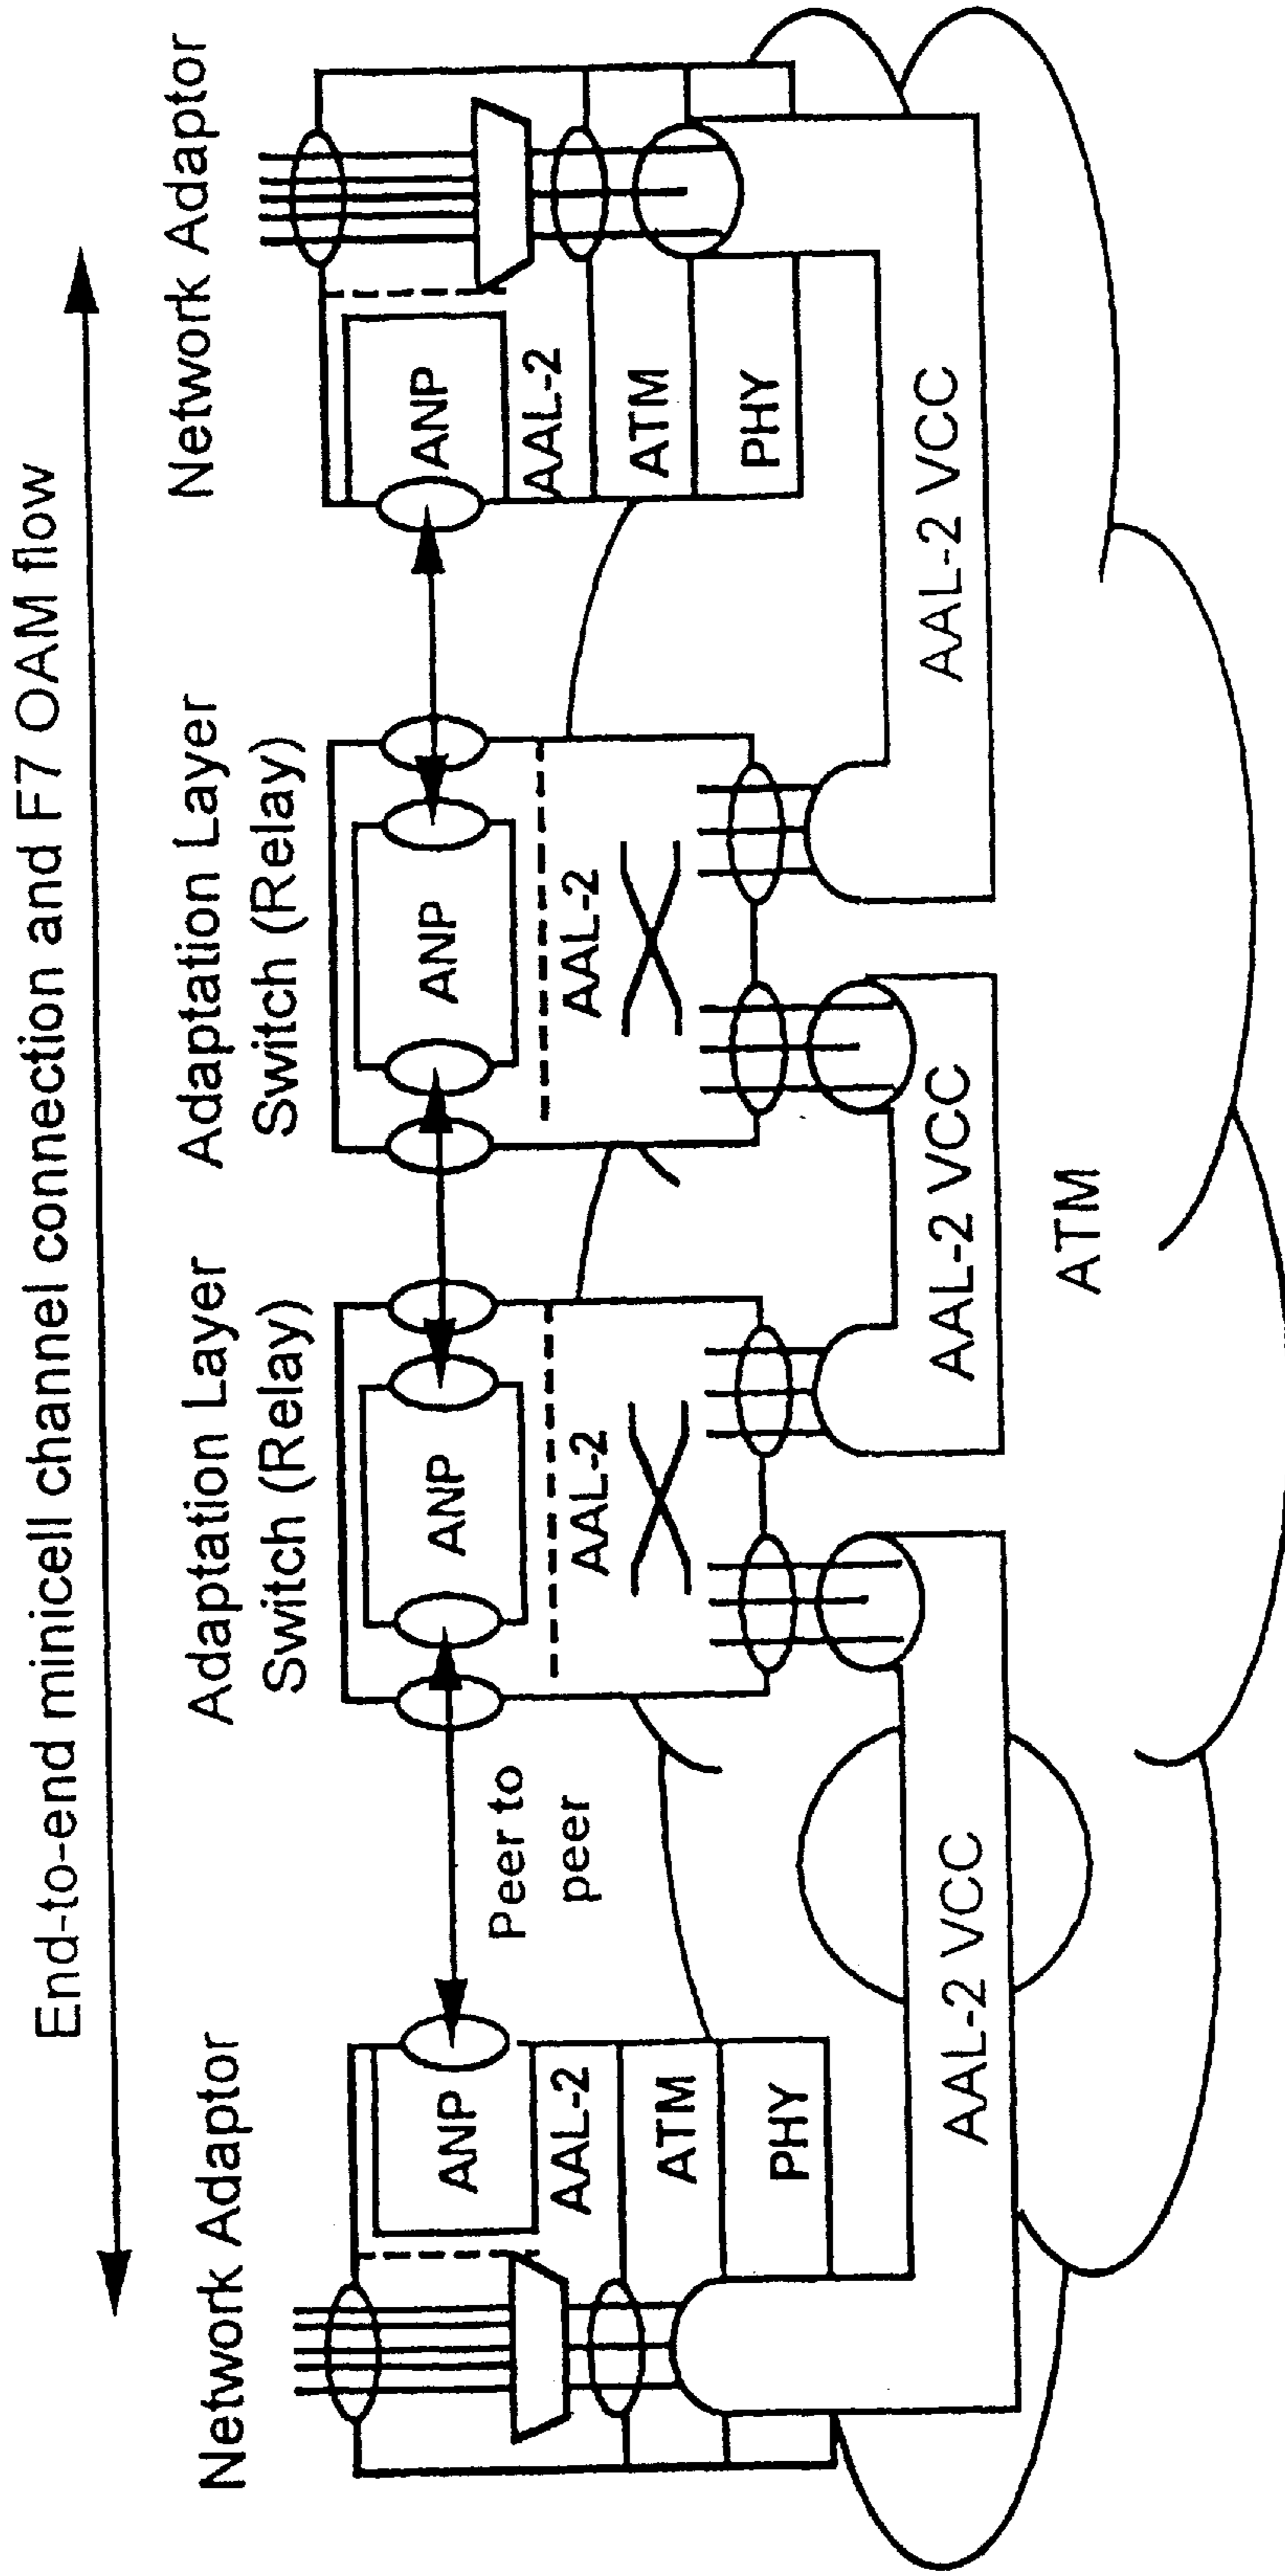 End-to-end minicell channel connection and F7 OAM flow
Network Adaptor
Adaptation Layer
Switch (Relay)
Adaptation Layer
Switch (Relay)
Network Adaptor
ANP
AAL-2
ATM
PHY
Peer to
peer
ANP
AAL-2
ANP
AAL-2
ANP
AAL-2
ATM
PHY
AAL-2 VCC
AAL-2 VCC
AAL-2 VCC
ATM